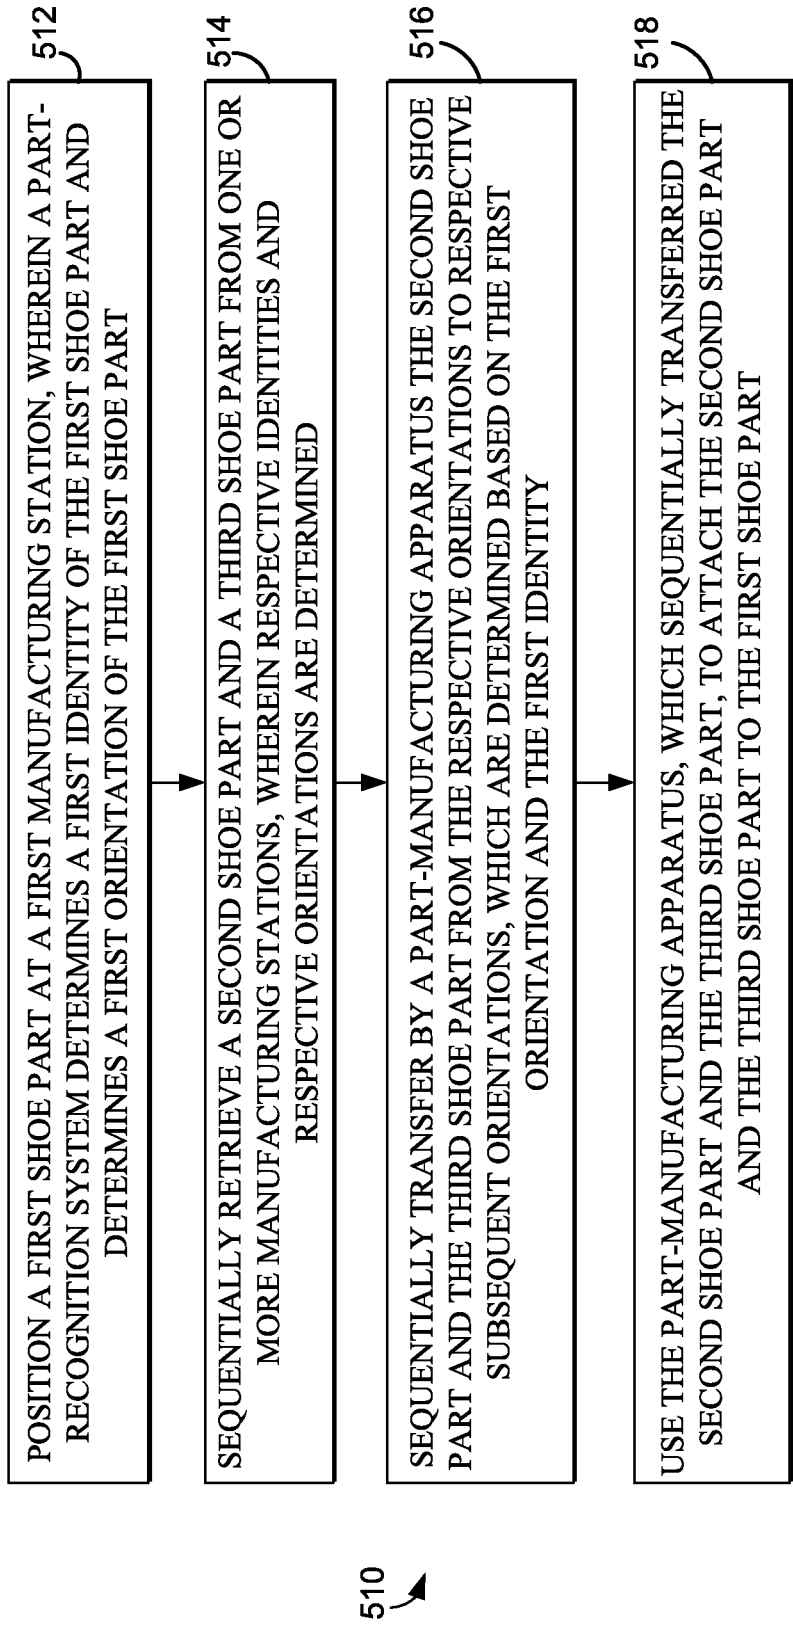 510
512
POSITION A FIRST SHOE PART AT A FIRST MANUFACTURING STATION, WHEREIN A PART-
RECOGNITION SYSTEM DETERMINES A FIRST IDENTITY OF THE FIRST SHOE PART AND
DETERMINES A FIRST ORIENTATION OF THE FIRST SHOE PART
514
SEQUENTIALLY RETRIEVE A SECOND SHOE PART AND A THIRD SHOE PART FROM ONE OR
MORE MANUFACTURING STATIONS, WHEREIN RESPECTIVE IDENTITIES AND
RESPECTIVE ORIENTATIONS ARE DETERMINED
516
SEQUENTIALLY TRANSFER BY A PART-MANUFACTURING APPARATUS THE SECOND SHOE
PART AND THE THIRD SHOE PART FROM THE RESPECTIVE ORIENTATIONS TO RESPECTIVE
SUBSEQUENT ORIENTATIONS, WHICH ARE DETERMINED BASED ON THE FIRST
ORIENTATION AND THE FIRST IDENTITY
518
USE THE PART-MANUFACTURING APPARATUS, WHICH SEQUENTIALLY TRANSFERRED THE
SECOND SHOE PART AND THE THIRD SHOE PART, TO ATTACH THE SECOND SHOE PART
AND THE THIRD SHOE PART TO THE FIRST SHOE PART